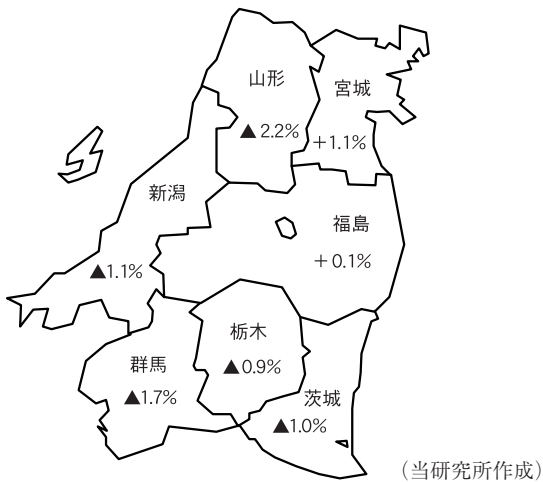 山形
▲ 2.2%
宮城
+1.1%
新潟
▲1.1%
福島
+ 0.1%
栃木
▲0.9%
群馬
▲1.7%
茨城
▲1.0%
(当研究所作成)